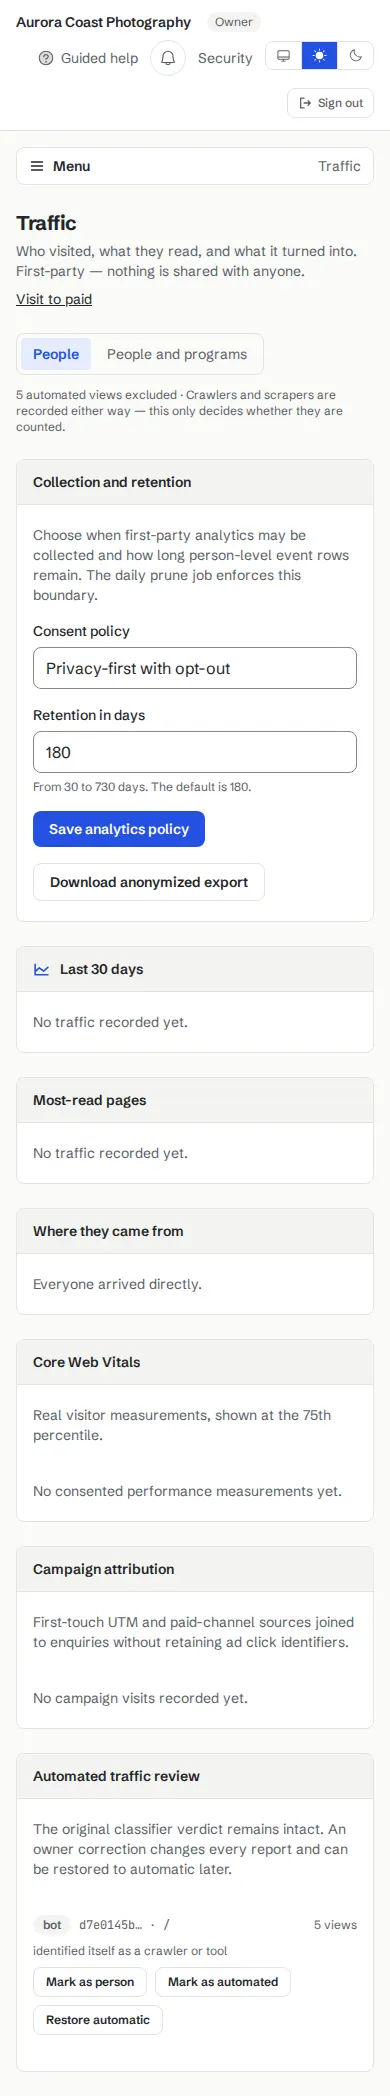 Aurora Coast Photography Owner
Guided help Security
Sign out
Menu Traffic
Traffic
Who visited, what they read, and what it turned into.
First-party — nothing is shared with anyone.
Visit to paid
People People and programs
5 automated views excluded · Crawlers and scrapers are
recorded either way — this only decides whether they are
counted.
Collection and retention
Choose when first-party analytics may be
collected and how long person-level event rows
remain. The daily prune job enforces this
boundary.
Consent policy
Privacy-first with opt-out
Retention in days
180
From 30 to 730 days. The default is 180.
Save analytics policy
Download anonymized export
Last 30 days
No traffic recorded yet.
Most-read pages
No traffic recorded yet.
Where they came from
Everyone arrived directly.
Core Web Vitals
Real visitor measurements, shown at the 75th
percentile.
No consented performance measurements yet.
Campaign attribution
First-touch UTM and paid-channel sources joined
to enquiries without retaining ad click identifiers.
No campaign visits recorded yet.
Automated traffic review
The original classifier verdict remains intact. An
owner correction changes every report and can
be restored to automatic later.
bot d7e0145b… · / 5 views
identified itself as a crawler or tool
Mark as person Mark as automated
Restore automatic